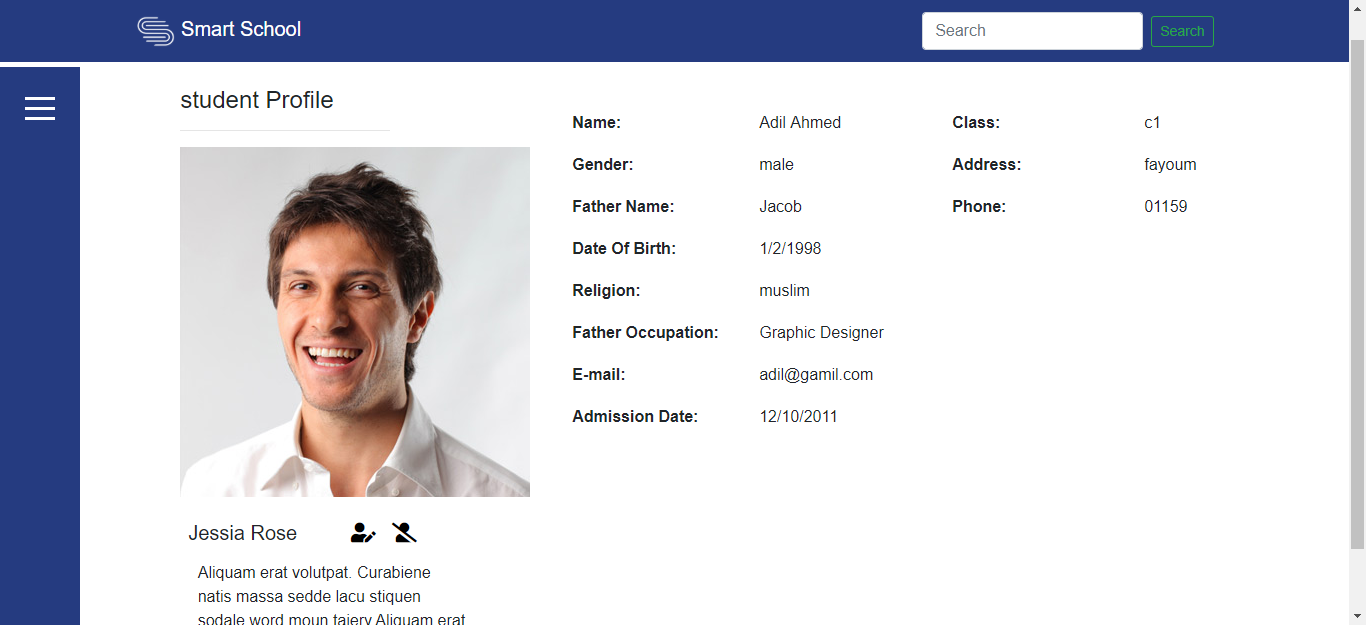 Smart School
Search
Search
student Profile
Name: Adil Ahmed Class: c1
Gender: male Address: fayoum
Father Name: Jacob Phone: 01159
Date Of Birth: 1/2/1998
Religion: muslim
Father Occupation: Graphic Designer
E-mail: adil@gamil.com
Admission Date: 12/10/2011
Jessia Rose
Aliquam erat volutpat. Curabiene
natis massa sedde lacu stiquen
sodale word moun taiery Aliquam erat